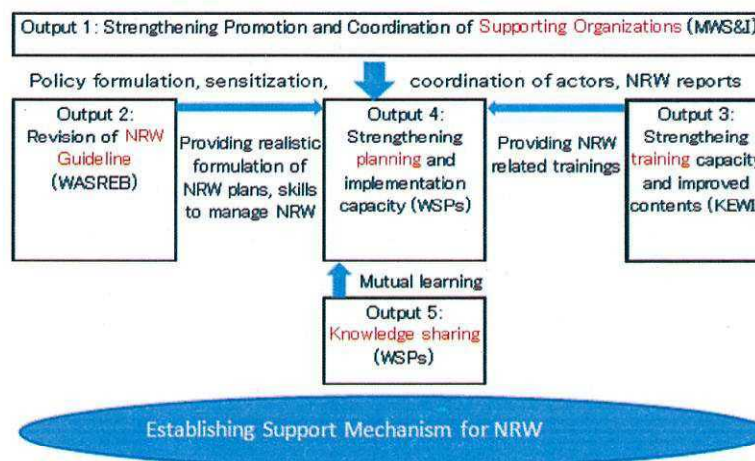 Output 1: Strengthening Promotion and Coordination of Supporting Organizations (MWS&I)
Policy formulation, sensitization, coordination of actors, NRW reports
Output 2:
Revision of NRW
Guideline
(WASREB)
Providing realistic
formulation of
NRW plans, skills
to manage NRW
Output 4:
Strengthening
planning and
implementation
capacity (WSPs)
Providing NRW
related trainings
Output 3:
Strengtheing
training capacity
and improved
contents (KEWI
Mutual learning
Output 5:
Knowledge sharing
(WSPs)
Establishing Support Mechanism for NRW